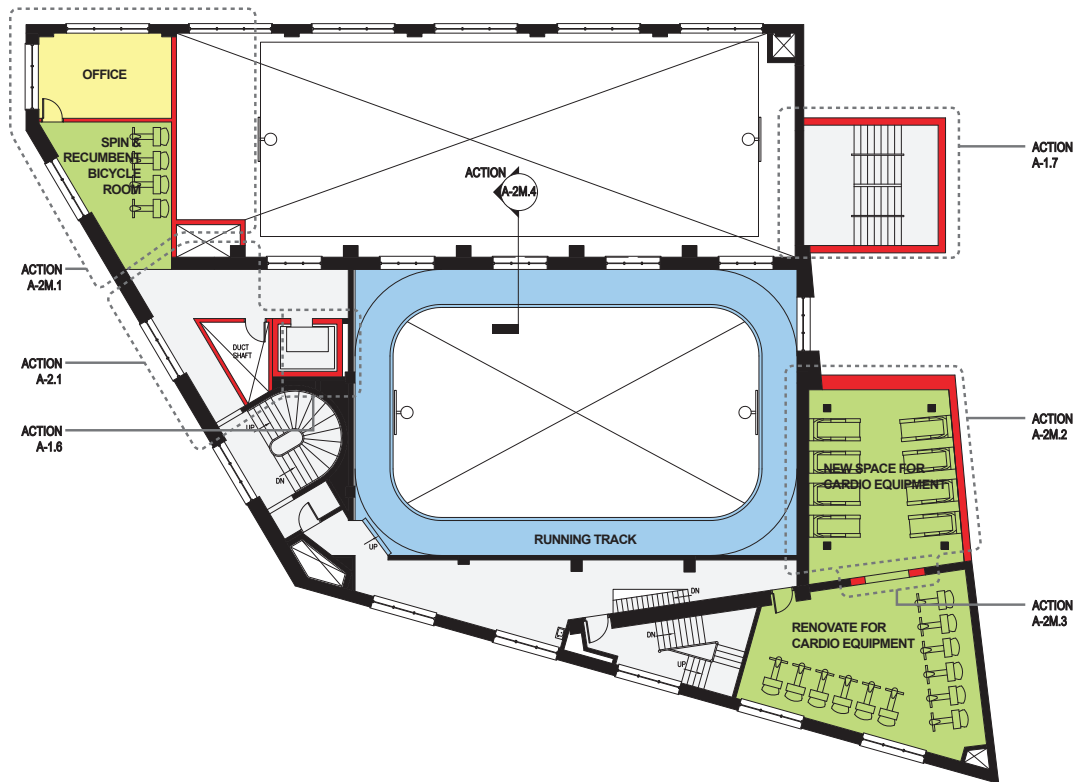 OFFICE
SPIN &
RECUMBENT
BICYCLE
ROOM
ACTION
A-2M.4
ACTION
A-1.7
ACTION
A-2M.1
DUCT
SHAFT
ACTION
A-2.1
ACTION
A-1.6
UP
DN
ACTION
A-2M.2
NEW SPACE FOR
CARDIO EQUIPMENT
RUNNING TRACK
UP
DN
DN
UP
RENOVATE FOR
CARDIO EQUIPMENT
ACTION
A-2M.3